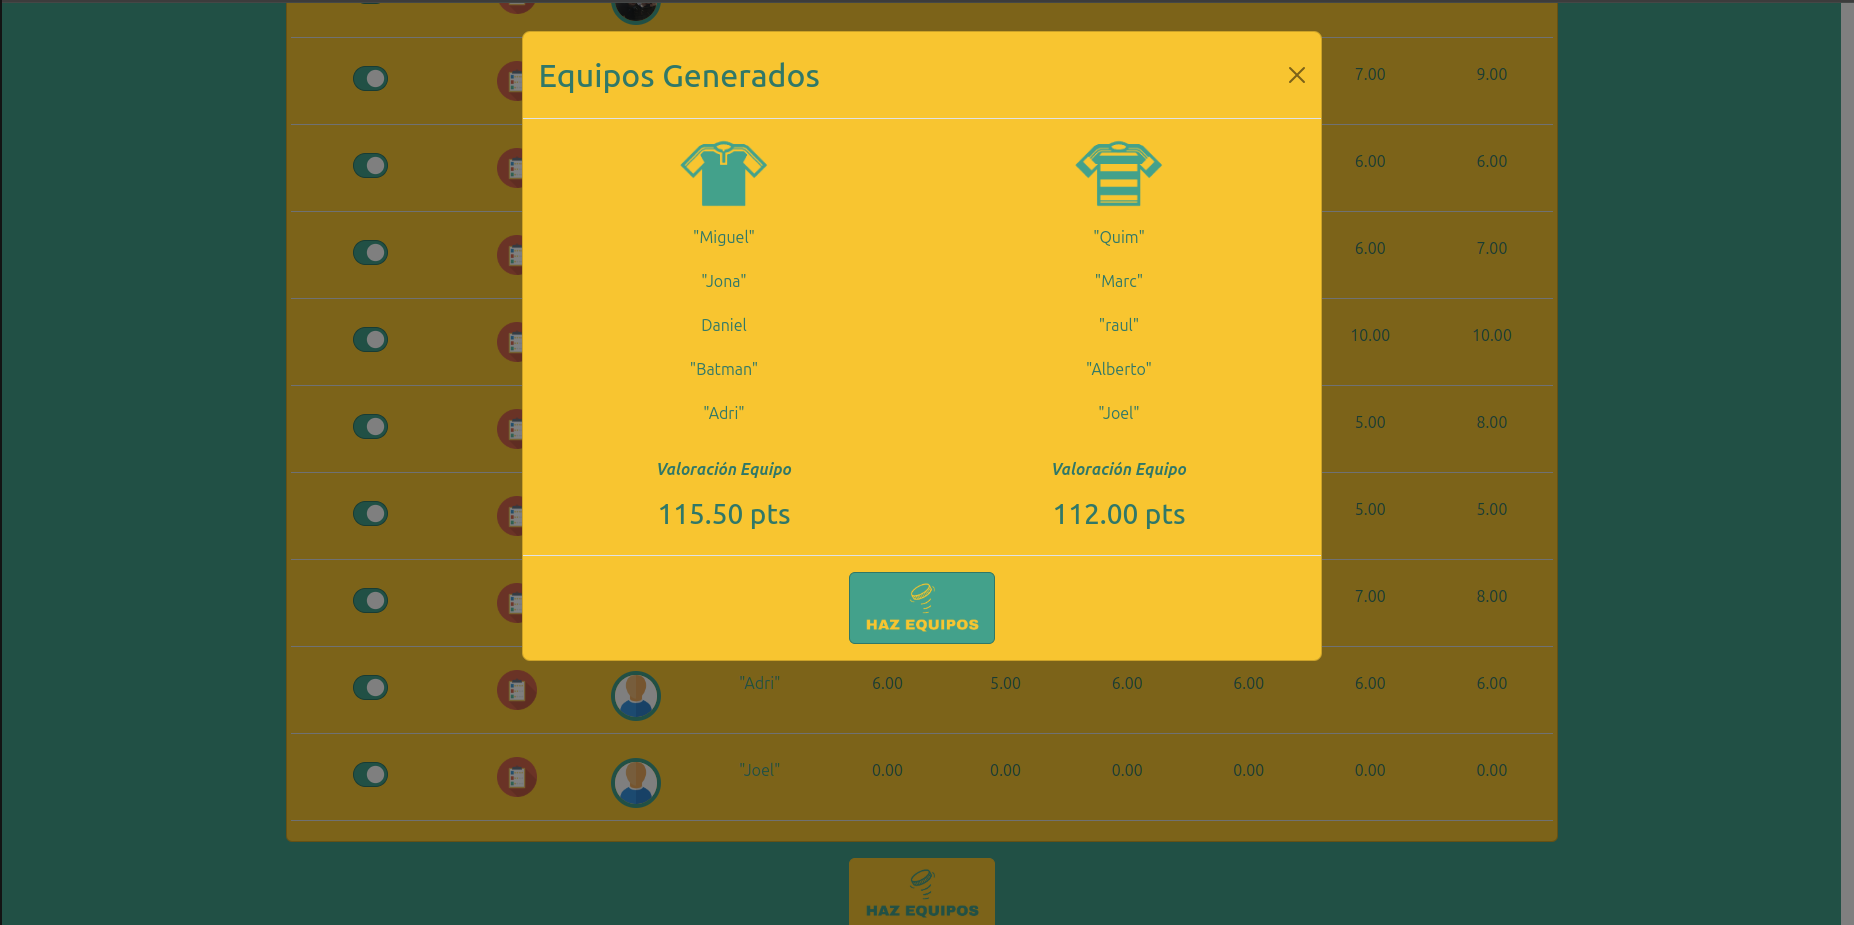 Equipos Generados
7.00 9.00
6.00 6.00
"Miguel" "Quim"
6.00 7.00
"Jona" "Marc"
Daniel "raul"
10.00 10.00
"Batman" "Alberto"
"Adri" "Joel"
5.00 8.00
Valoración Equipo Valoración Equipo
115.50 pts 112.00 pts
5.00 5.00
7.00 8.00
HAZ EQUIPOS
"Adri" 6.00 5.00 6.00 6.00 6.00 6.00
"Joel" 0.00 0.00 0.00 0.00 0.00 0.00
HAZ EQUIPOS